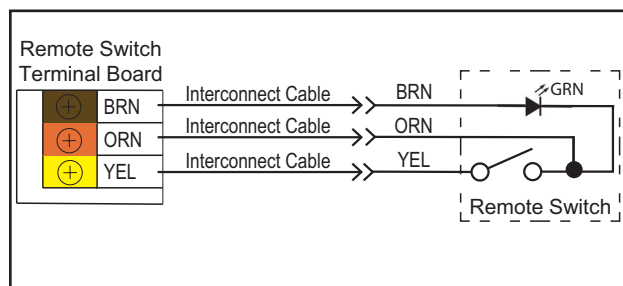 Remote Switch
Terminal Board
BRN Interconnect Cable BRN GRN
ORN Interconnect Cable ORN
YEL Interconnect Cable YEL
Remote Switch